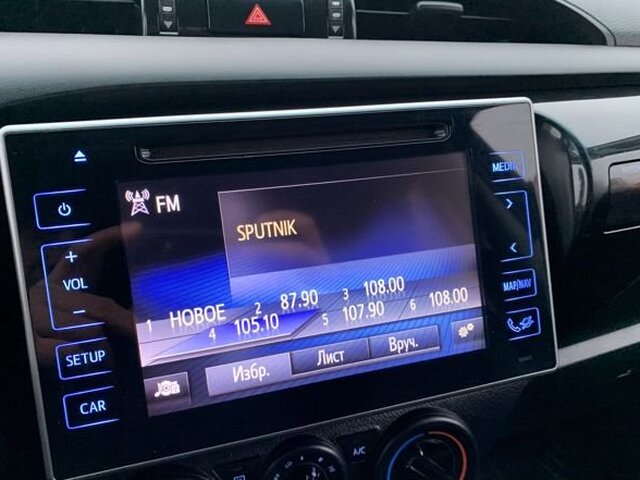 MEDIA
FM
SPUTNIK
VOL
1 НОВОЕ 2 87.90 3 108.00
4 105.10 5 107.90 6 108.00
MAP/NAV
SETUP
Избр. Лист Вруч.
CAR
A/C